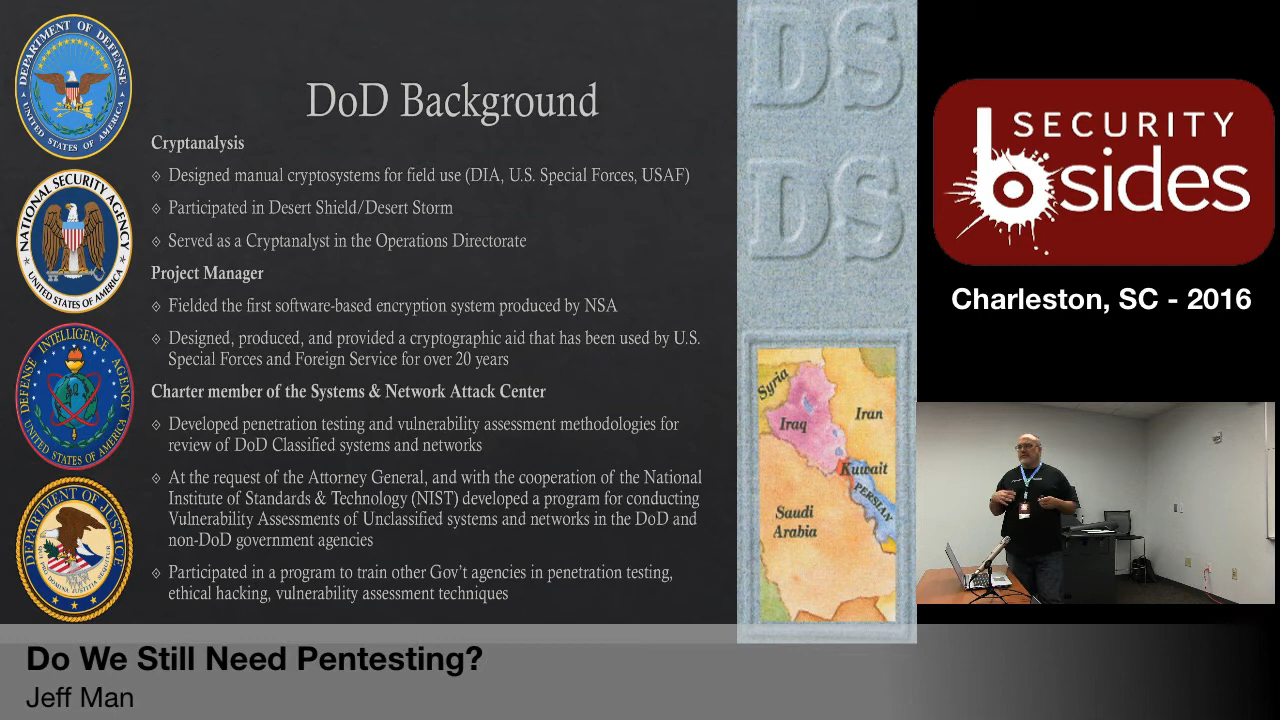 DoD Background
Cryptanalysis
Designed manual cryptosystems for field use (DIA, U.S. Special Forces, USAF)
Participated in Desert Shield/Desert Storm
Served as a Cryptanalyst in the Operations Directorate
Project Manager
Fielded the first software-based encryption system produced by NSA
Designed, produced, and provided a cryptographic aid that has been used by U.S.
Special Forces and Foreign Service for over 20 years
Charter member of the Systems & Network Attack Center
Developed penetration testing and vulnerability assessment methodologies for
review of DoD Classified systems and networks
At the request of the Attorney General, and with the cooperation of the National
Institute of Standards & Technology (NIST) developed a program for conducting
Vulnerability Assessments of Unclassified systems and networks in the DoD and
non-DoD government agencies
Participated in a program to train other Gov't agencies in penetration testing,
ethical hacking, vulnerability assessment techniques
DEPARTMENT OF DEFENSE
UNITED STATES OF AMERICA
NATIONAL SECURITY AGENCY
UNITED STATES OF AMERICA
DEFENSE INTELLIGENCE AGENCY
UNITED STATES OF AMERICA
DEPARTMENT OF JUSTICE
DS
DS
Syria
Iraq
Iran
Kuwait
PERSIAN
Saudi
Arabia
SECURITY
bsides
Charleston, SC - 2016
Do We Still Need Pentesting?
Jeff Man